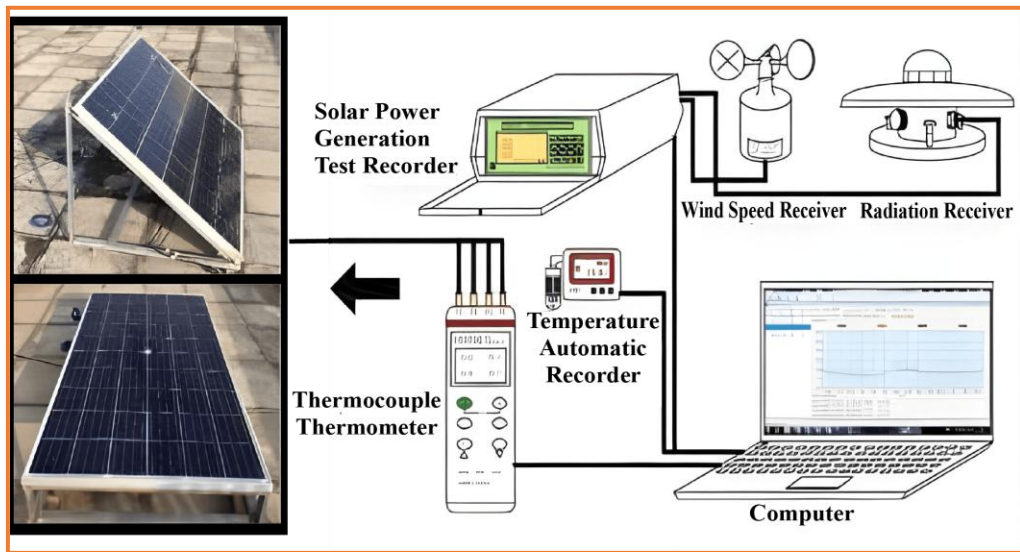 Solar Power
Generation
Test Recorder
Wind Speed Receiver
Radiation Receiver
Temperature
Automatic
Recorder
Thermocouple
Thermometer
Computer